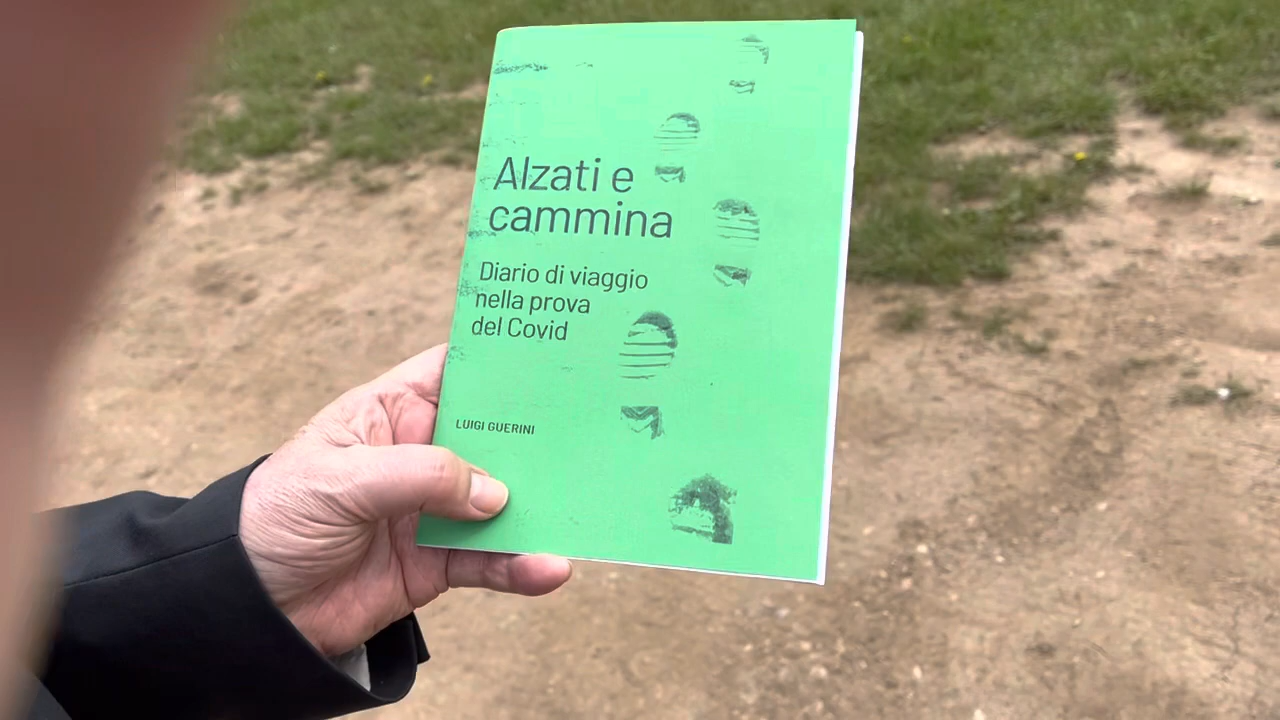 Alzati e
cammina
Diario di viaggio
nella prova
del Covid
LUIGI GUERINI